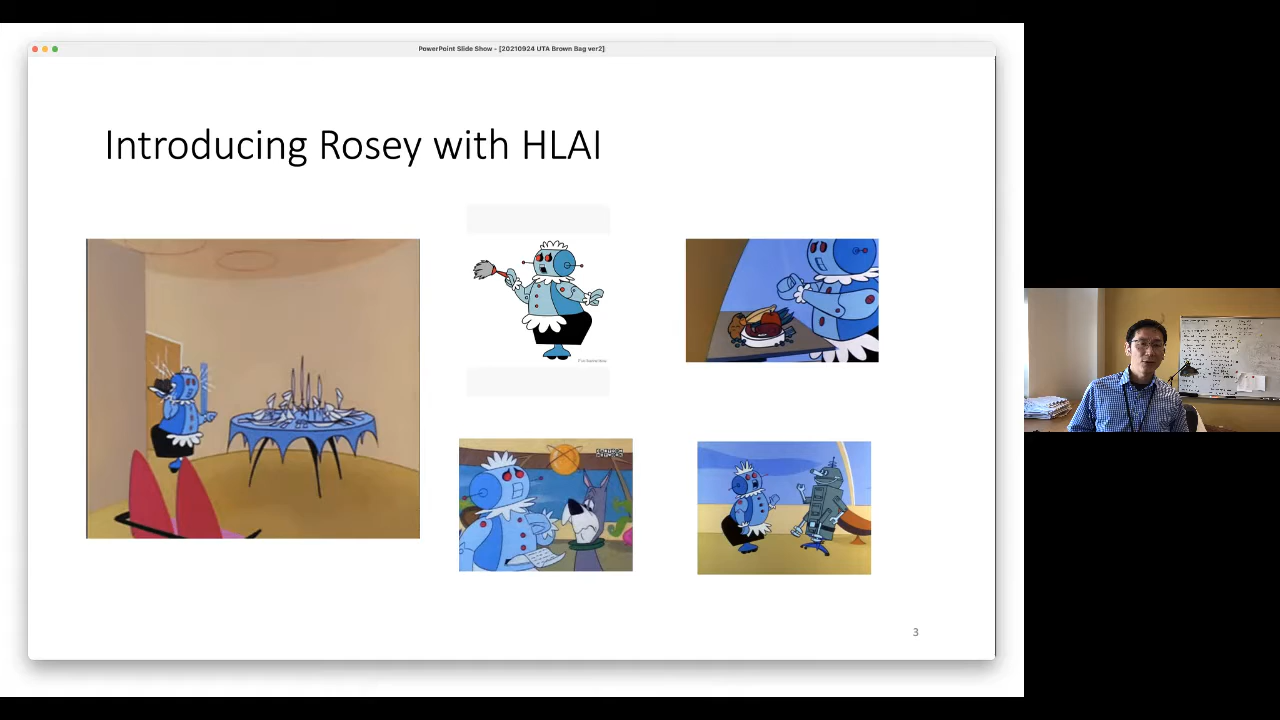 PowerPoint Slide Show - [20210924 UTA Brown Bag ver2]
Introducing Rosey with HLAI
3